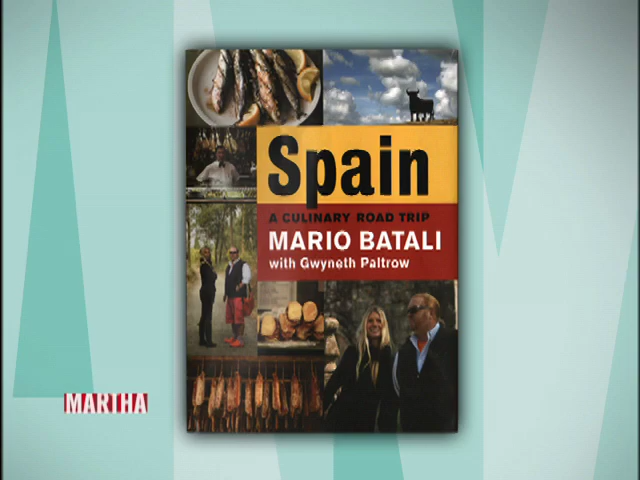 Spain
A CULINARY ROAD TRIP
MARIO BATALI
with Gwyneth Paltrow
MARTHA